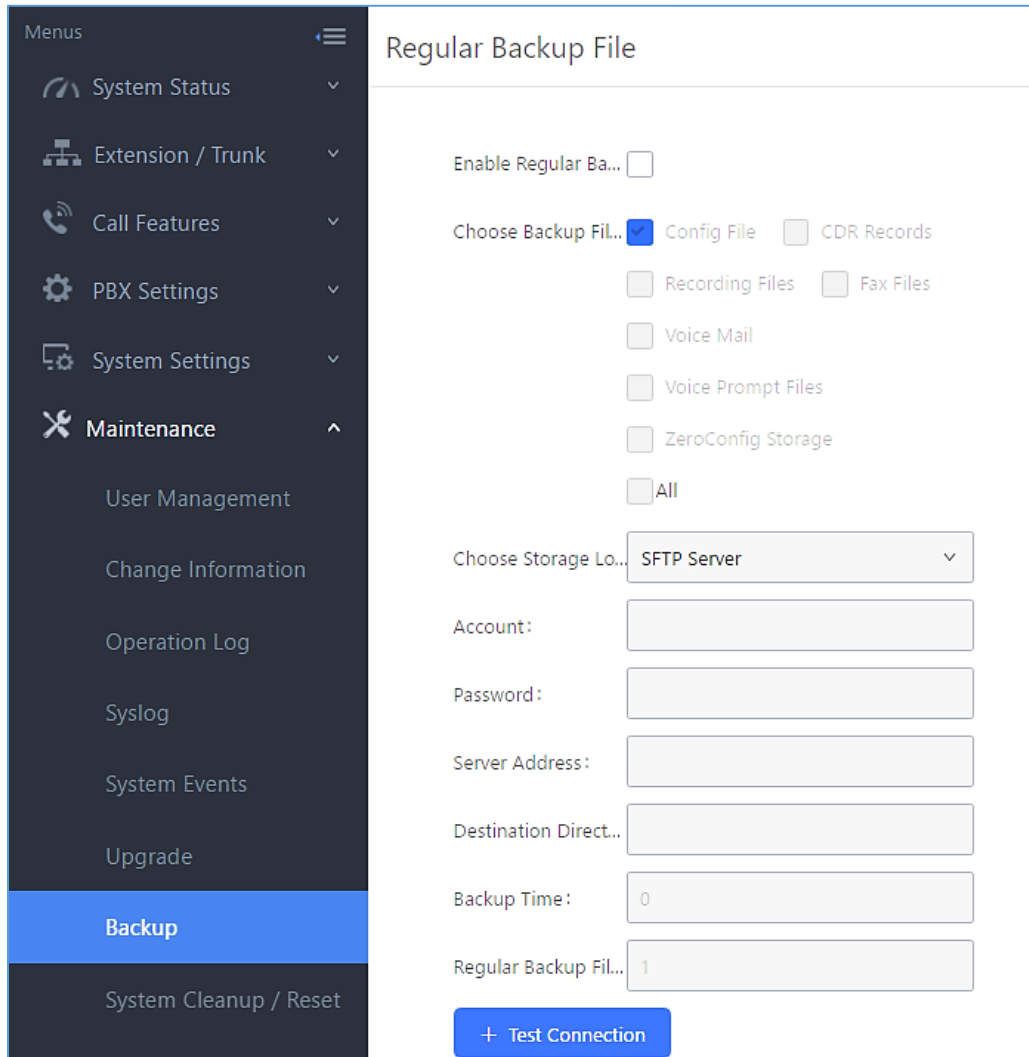 Menus
System Status
Extension / Trunk
Call Features
PBX Settings
System Settings
Maintenance
User Management
Change Information
Operation Log
Syslog
System Events
Upgrade
Backup
System Cleanup / Reset
Regular Backup File
Enable Regular Ba...
Choose Backup Fil... Config File CDR Records
Recording Files Fax Files
Voice Mail
Voice Prompt Files
ZeroConfig Storage
All
Choose Storage Lo... SFTP Server
Account:
Password:
Server Address:
Destination Direct...
Backup Time: 0
Regular Backup Fil... 1
+ Test Connection